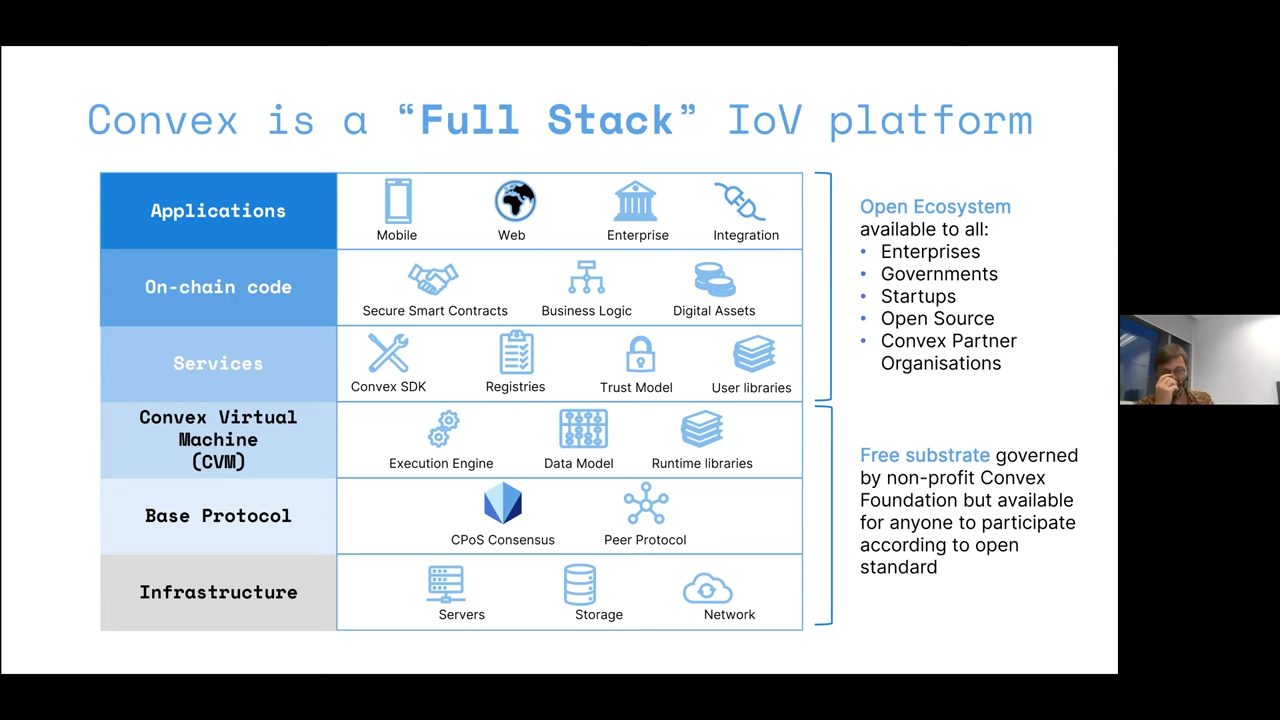 Convex is a “Full Stack” IoV platform
Applications
Mobile
Web
Enterprise
Integration
On-chain code
Secure Smart Contracts
Business Logic
Digital Assets
Services
Convex SDK
Registries
Trust Model
User libraries
Convex Virtual
Machine
(CVM)
Execution Engine
Data Model
Runtime libraries
Base Protocol
CPoS Consensus
Peer Protocol
Infrastructure
Servers
Storage
Network
Open Ecosystem
available to all:
• Enterprises
• Governments
• Startups
• Open Source
• Convex Partner
Organisations
Free substrate governed
by non-profit Convex
Foundation but available
for anyone to participate
according to open
standard